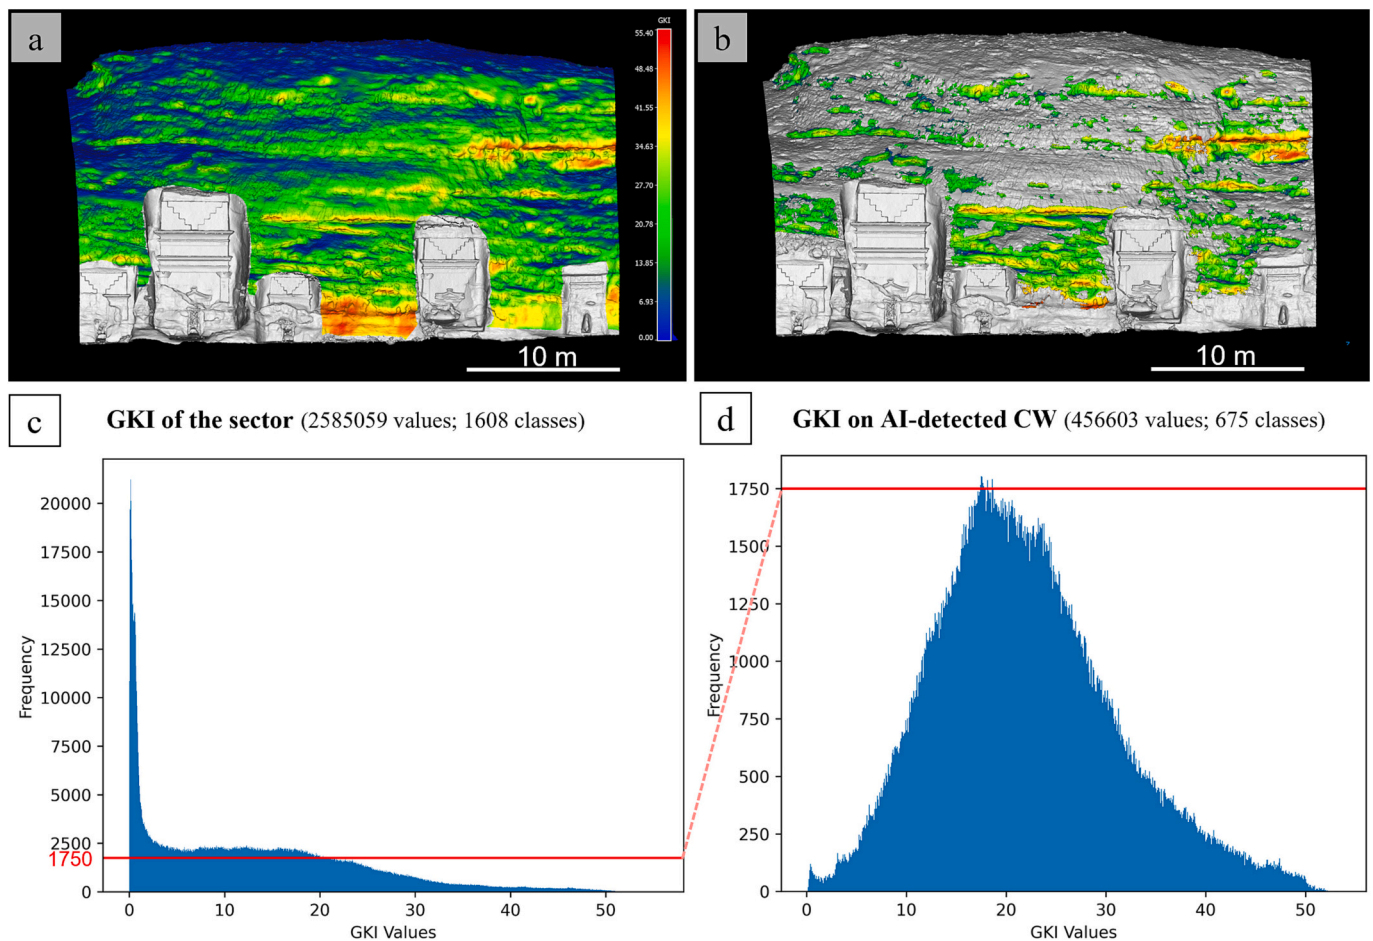 a
GKI
55.40
48.48
41.55
34.63
27.70
20.78
13.85
6.93
0.00
10 m
b
10 m
c
GKI of the sector (2585059 values; 1608 classes)
20000
17500
15000
12500
10000
7500
5000
2500
1750
0
Frequency
0 10 20 30 40 50
GKI Values
d
GKI on AI-detected CW (456603 values; 675 classes)
1750
1500
1250
1000
750
500
250
0
Frequency
0 10 20 30 40 50
GKI Values